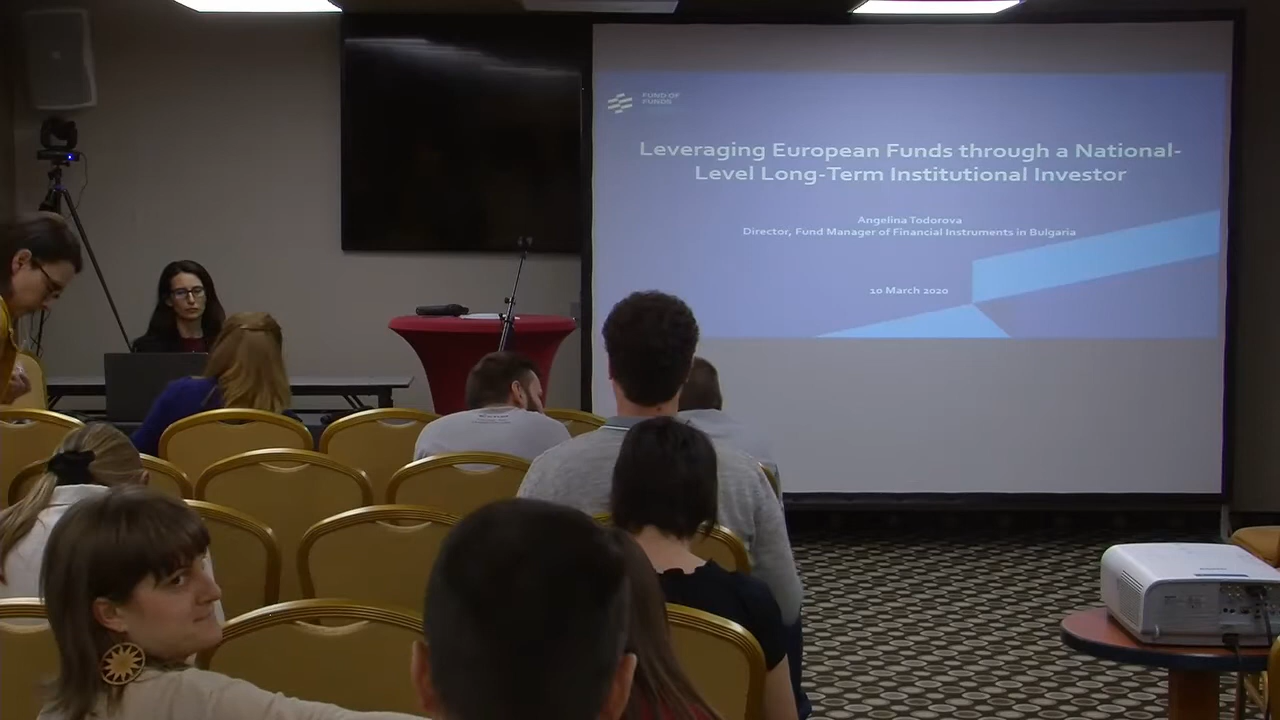 FUND OF
FUNDS
Leveraging European Funds through a National-
Level Long-Term Institutional Investor
Angelina Todorova
Director, Fund Manager of Financial Instruments in Bulgaria
10 March 2020